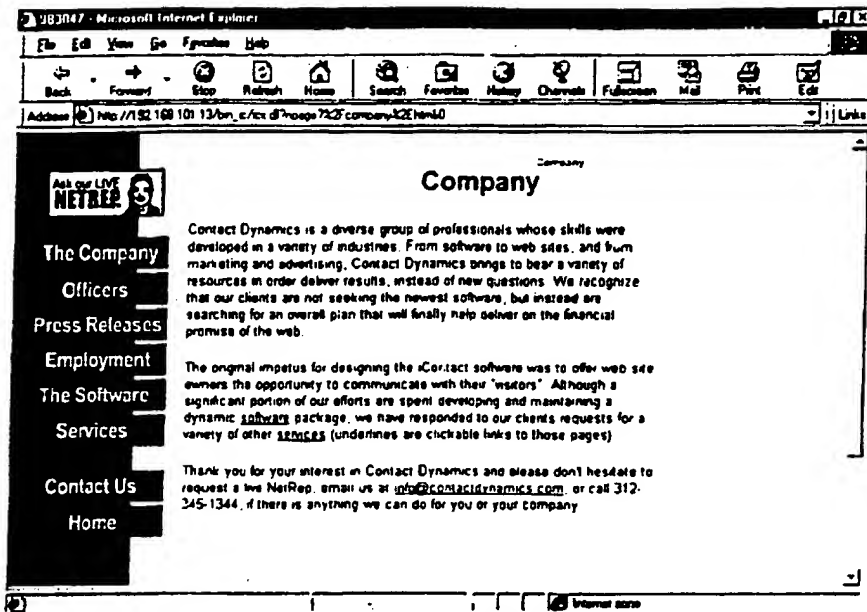 983047 - Microsoft Internet Explorer
File Edit View Go Favorites Help
Back Forward Stop Refresh Home Search Favorites History Channels Fullscreen Mail Print Edit
Address Links
Company
Company
Ask our LIVE
NETREP.
The Company
Officers
Press Releases
Employment
The Software
Services
Contact Us
Home
Contact Dynamics is a diverse group of professionals whose skills were
developed in a variety of industries. From software to web sites, and from
marketing and advertising, Contact Dynamics brings to bear a variety of
resources in order deliver results, instead of new questions. We recognize
that our clients are not seeking the newest software, but instead are
searching for an overall plan that will finally help deliver on the financial
promise of the web.
The original impetus for designing the iContact software was to offer web site
owners the opportunity to communicate with their "visitors". Although a
significant portion of our efforts are spent developing and maintaining a
dynamic software package, we have responded to our clients requests for a
variety of other services (underlines are clickable links to those pages)
Thank you for your interest in Contact Dynamics and please don't hesitate to
request a live NetRep, email us at info@contactdynamics.com, or call 312-
345-1344, if there is anything we can do for you or your company
Internet zone